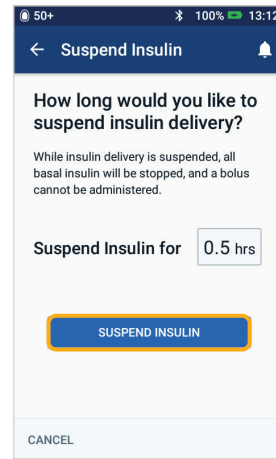 50+ 100% 13:12
Suspend Insulin
How long would you like to
suspend insulin delivery?
While insulin delivery is suspended, all
basal insulin will be stopped, and a bolus
cannot be administered.
Suspend Insulin for 0.5 hrs
SUSPEND INSULIN
CANCEL